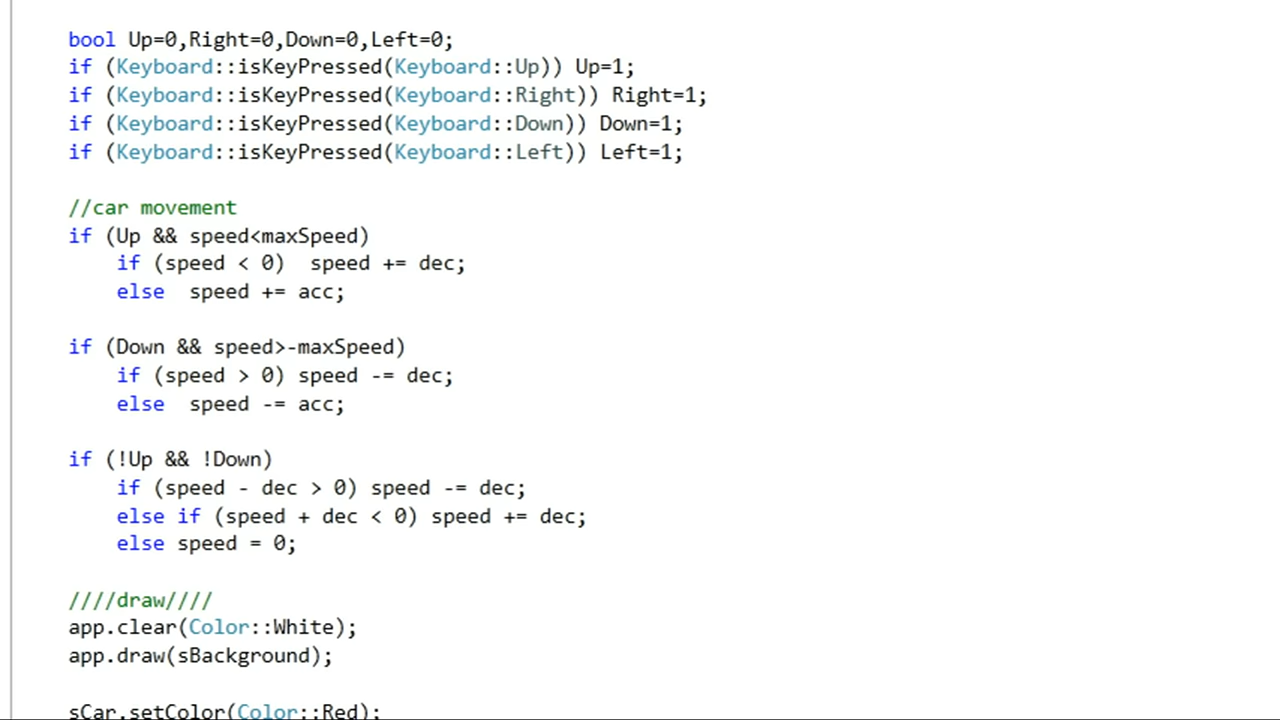 bool Up=0,Right=0,Down=0,Left=0;
if (Keyboard::isKeyPressed(Keyboard::Up)) Up=1;
if (Keyboard::isKeyPressed(Keyboard::Right)) Right=1;
if (Keyboard::isKeyPressed(Keyboard::Down)) Down=1;
if (Keyboard::isKeyPressed(Keyboard::Left)) Left=1;
//car movement
if (Up && speed<maxSpeed)
if (speed < 0)  speed += dec;
else  speed += acc;
if (Down && speed>-maxSpeed)
if (speed > 0) speed -= dec;
else  speed -= acc;
if (!Up && !Down)
if (speed - dec > 0) speed -= dec;
else if (speed + dec < 0) speed += dec;
else speed = 0;
////draw////
app.clear(Color::White);
app.draw(sBackground);
sCar.setColor(Color::Red);